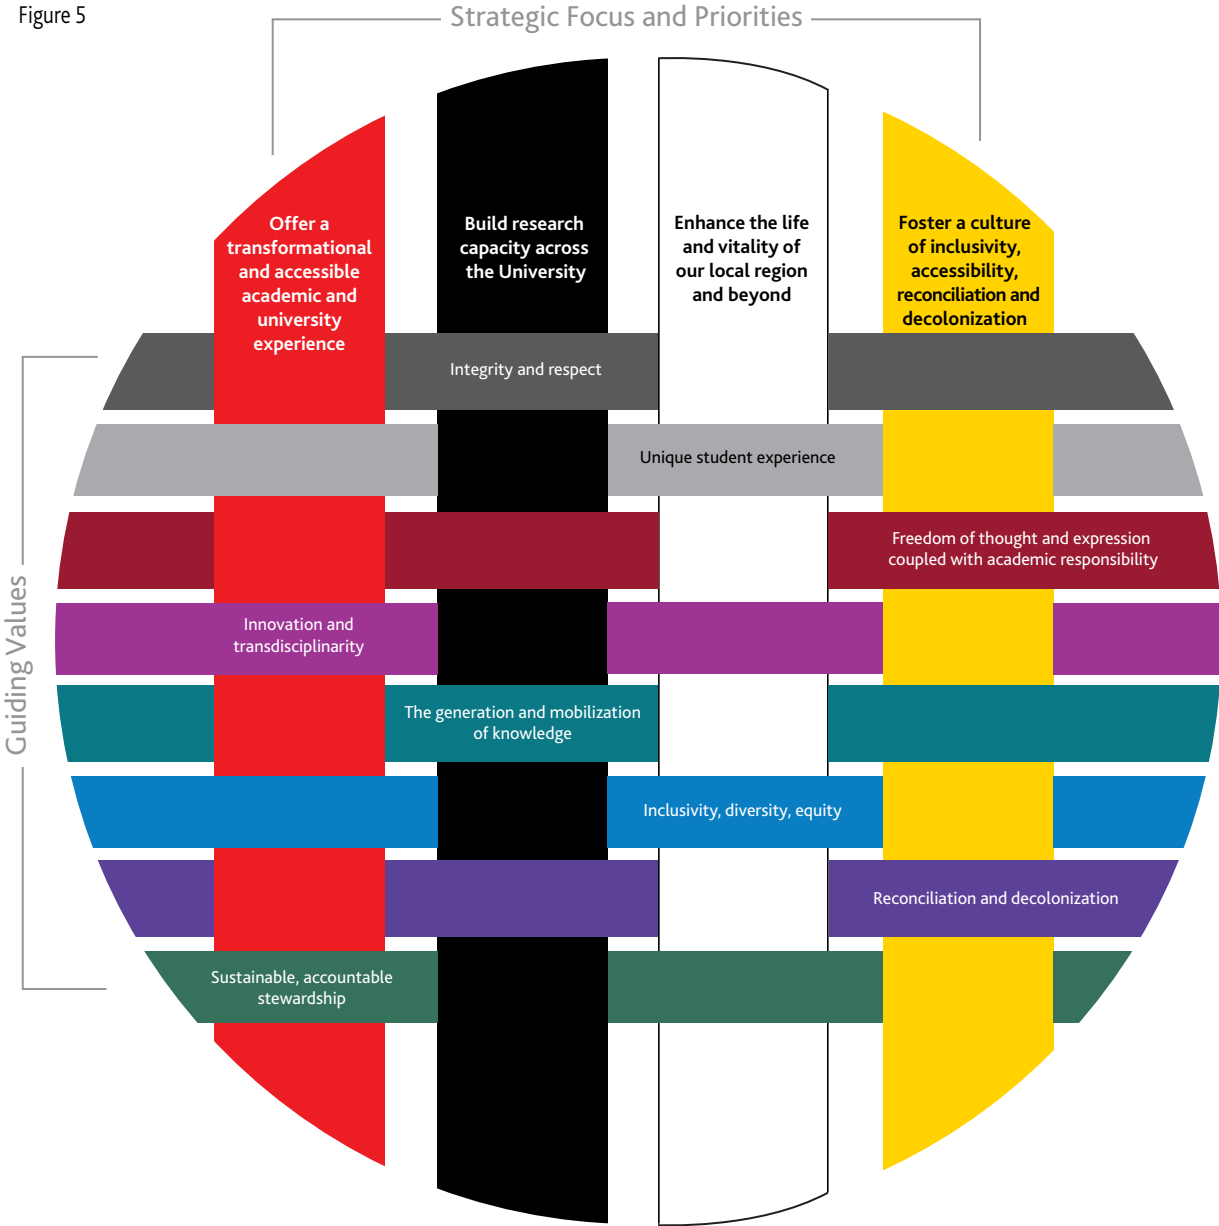 Figure 5
Strategic Focus and Priorities
Offer a
transformational
and accessible
academic and
university
experience
Build research
capacity across
the University
Enhance the life
and vitality of
our local region
and beyond
Foster a culture
of inclusivity,
accessibility,
reconciliation and
decolonization
Guiding Values
Integrity and respect
Unique student experience
Freedom of thought and expression
coupled with academic responsibility
Innovation and
transdisciplinarity
The generation and mobilization
of knowledge
Inclusivity, diversity, equity
Reconciliation and decolonization
Sustainable, accountable
stewardship